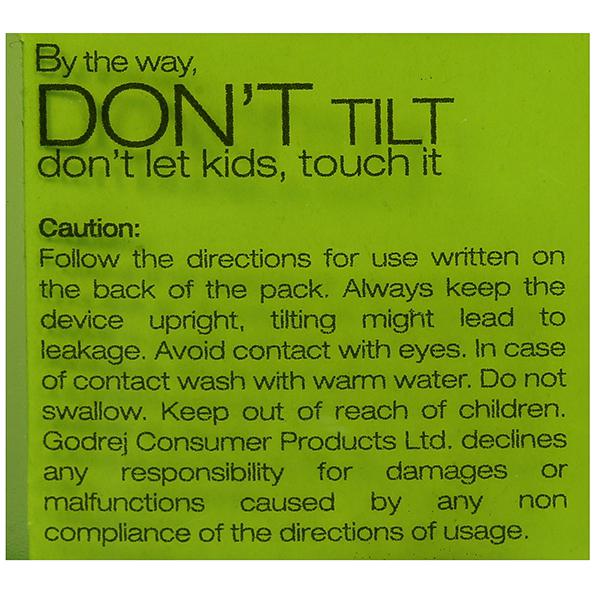 By the way,
DON'T TILT
don't let kids, touch it
Caution:
Follow the directions for use written on
the back of the pack. Always keep the
device upright, tilting might lead to
leakage. Avoid contact with eyes. In case
of contact wash with warm water. Do not
swallow. Keep out of reach of children.
Godrej Consumer Products Ltd. declines
any responsibility for damages or
malfunctions caused by any non
compliance of the directions of usage.